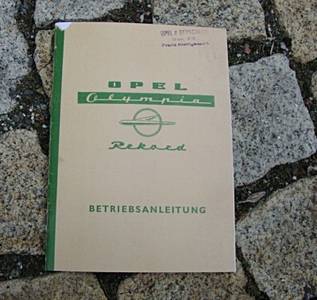 OPEL
Olympia
Rekord
BETRIEBSANLEITUNG